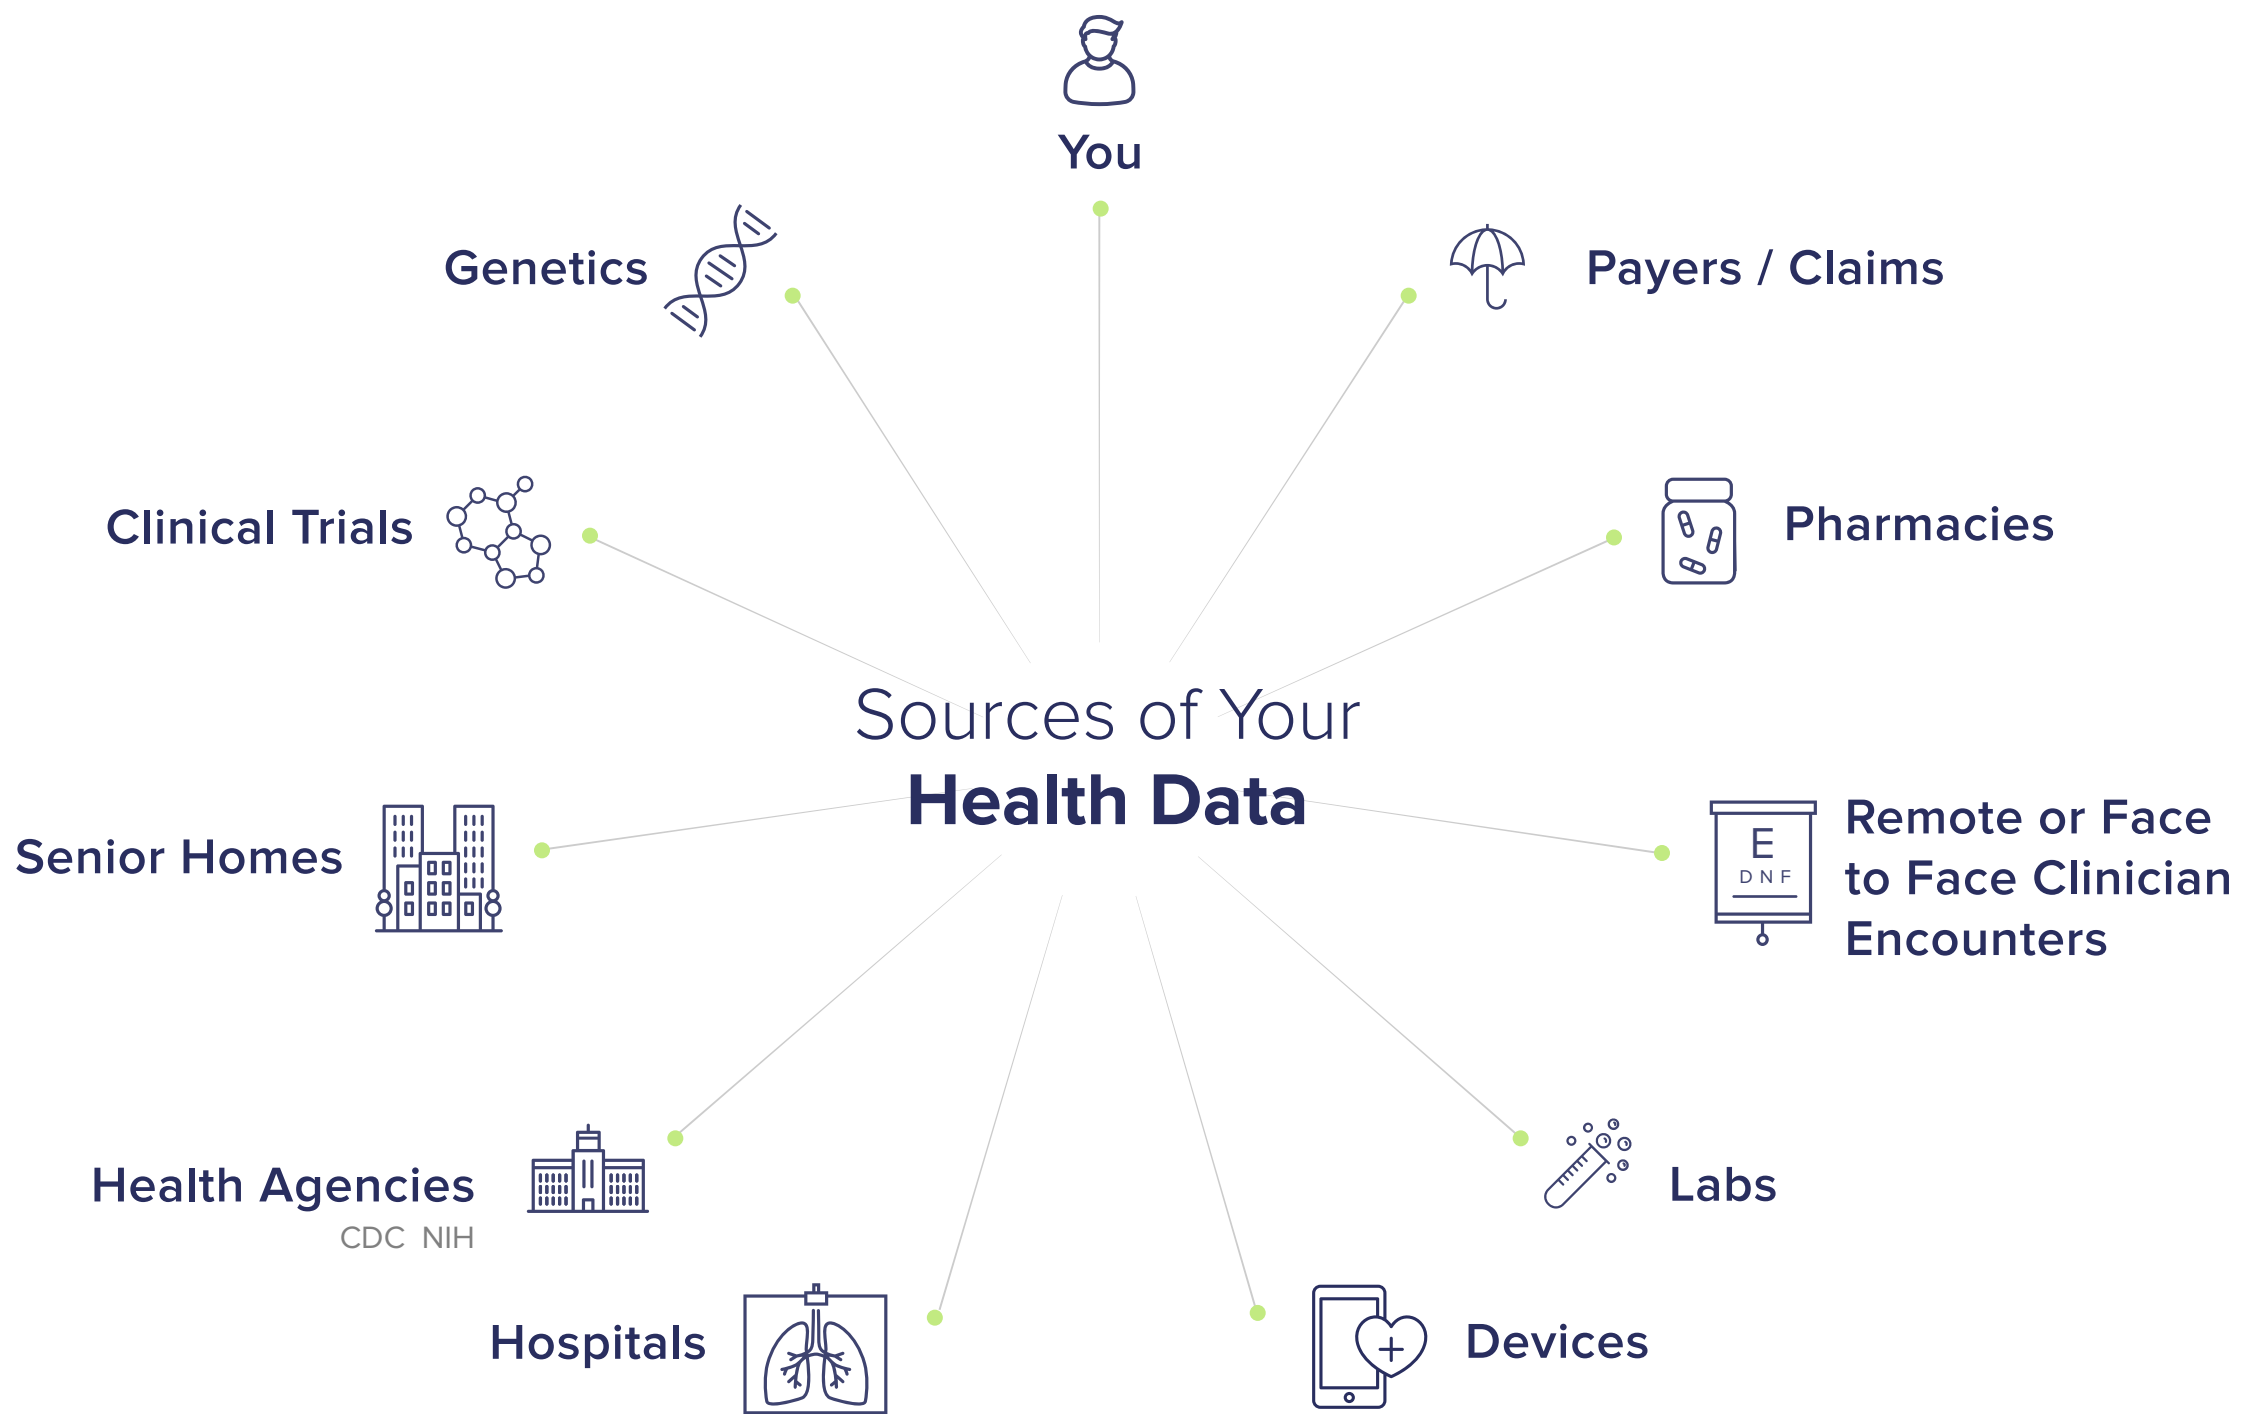 You
Genetics
Payers / Claims
Clinical Trials
Pharmacies
Sources of Your
Health Data
Senior Homes
E
D N F
Remote or Face
to Face Clinician
Encounters
Health Agencies
CDC NIH
Labs
Hospitals
Devices